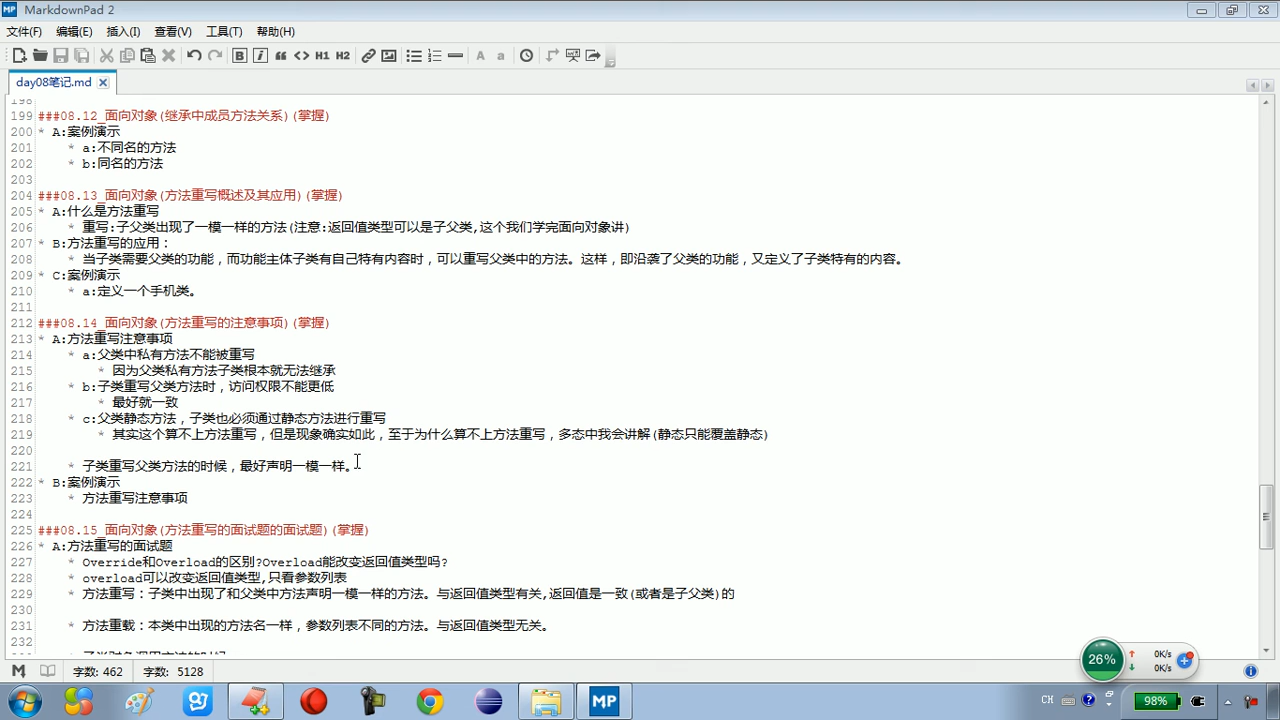 MarkdownPad 2
文件(F) 编辑(E) 插入(I) 查看(V) 工具(T) 帮助(H)
B i “ <> H1 H2 A a
day08笔记.md
198
199 ###08.12_面向对象(继承中成员方法关系)(掌握)
200 * A:案例演示
201 * a:不同名的方法
202 * b:同名的方法
203
204 ###08.13_面向对象(方法重写概述及其应用)(掌握)
205 * A:什么是方法重写
206 * 重写:子父类出现了一模一样的方法(注意:返回值类型可以是子父类,这个我们学完面向对象讲)
207 * B:方法重写的应用：
208 * 当子类需要父类的功能，而功能主体子类有自己特有内容时，可以重写父类中的方法。这样，即沿袭了父类的功能，又定义了子类特有的内容。
209 * C:案例演示
210 * a:定义一个手机类。
211
212 ###08.14_面向对象(方法重写的注意事项)(掌握)
213 * A:方法重写注意事项
214 * a:父类中私有方法不能被重写
215 * 因为父类私有方法子类根本就无法继承
216 * b:子类重写父类方法时，访问权限不能更低
217 * 最好就一致
218 * c:父类静态方法，子类也必须通过静态方法进行重写
219 * 其实这个算不上方法重写，但是现象确实如此，至于为什么算不上方法重写，多态中我会讲解(静态只能覆盖静态)
220
221 * 子类重写父类方法的时候，最好声明一模一样。
222 * B:案例演示
223 * 方法重写注意事项
224
225 ###08.15_面向对象(方法重写的面试题的面试题)(掌握)
226 * A:方法重写的面试题
227 * Override和Overload的区别?Overload能改变返回值类型吗?
228 * overload可以改变返回值类型,只看参数列表
229 * 方法重写：子类中出现了和父类中方法声明一模一样的方法。与返回值类型有关,返回值是一致(或者是子父类)的
230
231 * 方法重载：本类中出现的方法名一样，参数列表不同的方法。与返回值类型无关。
232
字数: 462 字数: 5128
26% 0K/s
0K/s
MP CH 98%